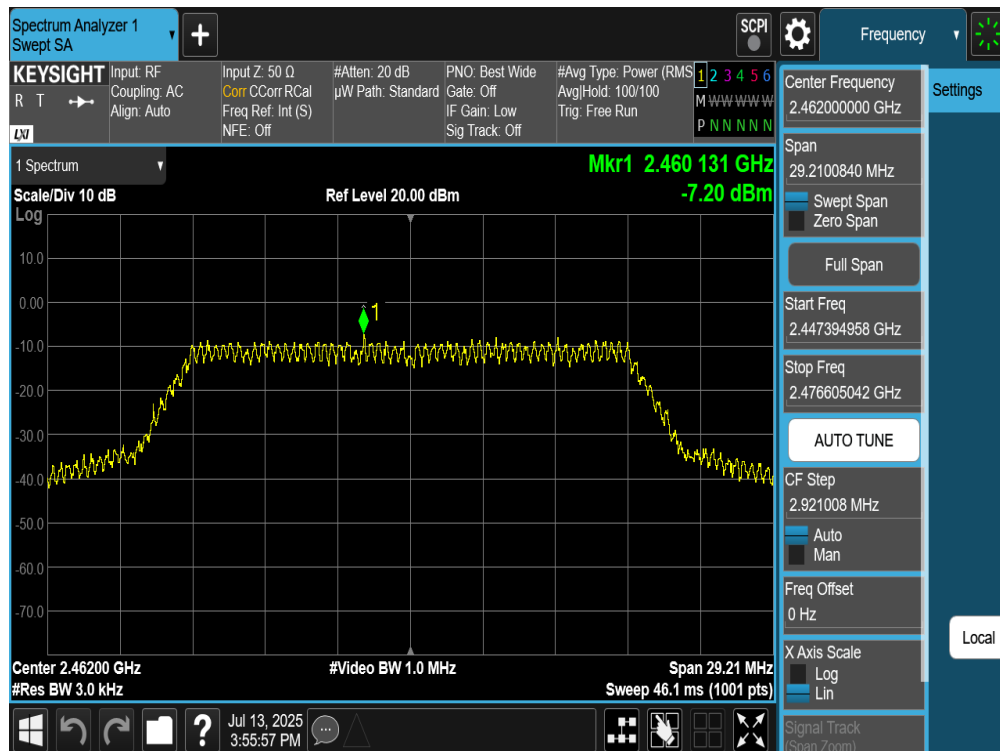 Spectrum Analyzer 1
Swept SA
+
SCPI
Frequency
KEYSIGHT
R T
LXI
Input: RF
Coupling: AC
Align: Auto
Input Z: 50 Ω
Corr CCorr RCal
Freq Ref: Int (S)
NFE: Off
#Atten: 20 dB
µW Path: Standard
PNO: Best Wide
Gate: Off
IF Gain: Low
Sig Track: Off
#Avg Type: Power (RMS
Avg|Hold: 100/100
Trig: Free Run
1 2 3 4 5 6
M W W W W W
P N N N N N
1 Spectrum
Mkr1 2.460 131 GHz
-7.20 dBm
Scale/Div 10 dB
Ref Level 20.00 dBm
Log
10.0
0.00
-10.0
-20.0
-30.0
-40.0
-50.0
-60.0
-70.0
1
Center 2.46200 GHz
#Video BW 1.0 MHz
Span 29.21 MHz
#Res BW 3.0 kHz
Sweep 46.1 ms (1001 pts)
Center Frequency
2.462000000 GHz
Span
29.2100840 MHz
Swept Span
Zero Span
Full Span
Start Freq
2.447394958 GHz
Stop Freq
2.476605042 GHz
AUTO TUNE
CF Step
2.921008 MHz
Auto
Man
Freq Offset
0 Hz
X Axis Scale
Log
Lin
Signal Track
(Span Zoom)
Settings
Local
?
Jul 13, 2025
3:55:57 PM